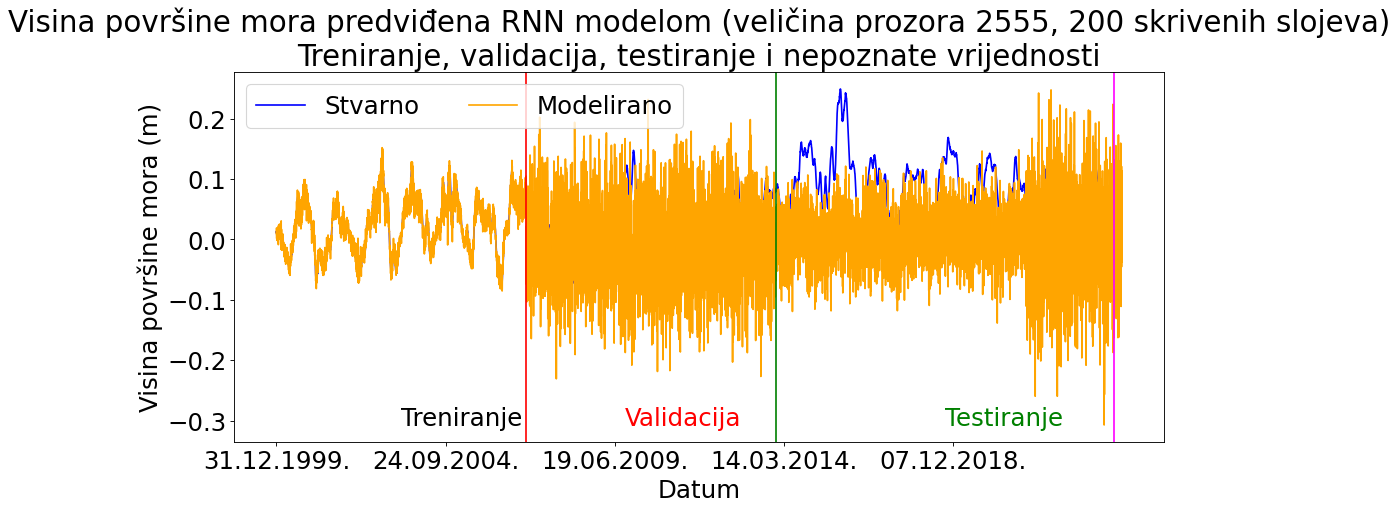 Visina površine mora predviđena RNN modelom (veličina prozora 2555, 200 skrivenih slojeva)
Treniranje, validacija, testiranje i nepoznate vrijednosti
Stvarno
Modelirano
Visina površine mora (m)
0.2
0.1
0.0
−0.1
−0.2
−0.3
Treniranje
Validacija
Testiranje
31.12.1999.
24.09.2004.
19.06.2009.
14.03.2014.
07.12.2018.
Datum